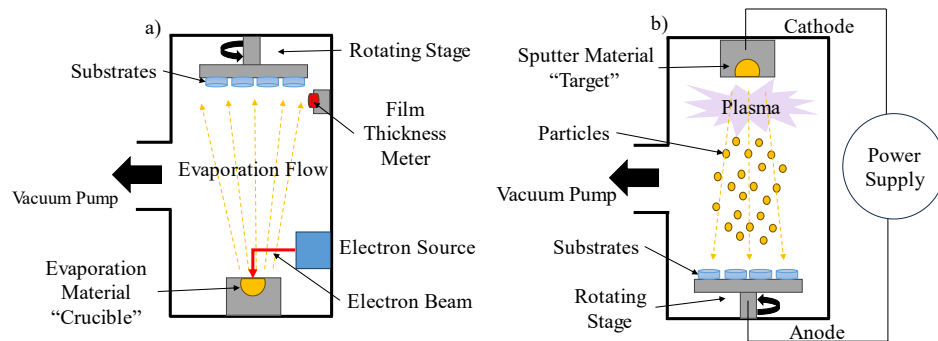 a)
Rotating Stage
Substrates
Film
Thickness
Meter
Evaporation Flow
Vacuum Pump
Electron Source
Evaporation
Material
“Crucible”
Electron Beam
b)
Cathode
Sputter Material
“Target”
Plasma
Particles
Power
Supply
Vacuum Pump
Substrates
Rotating
Stage
Anode